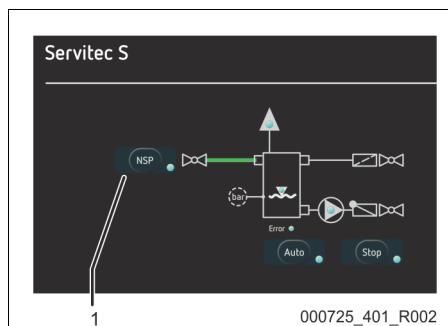 Servitec S
NSP
bar
Error
Auto
Stop
1
000725_401_R002